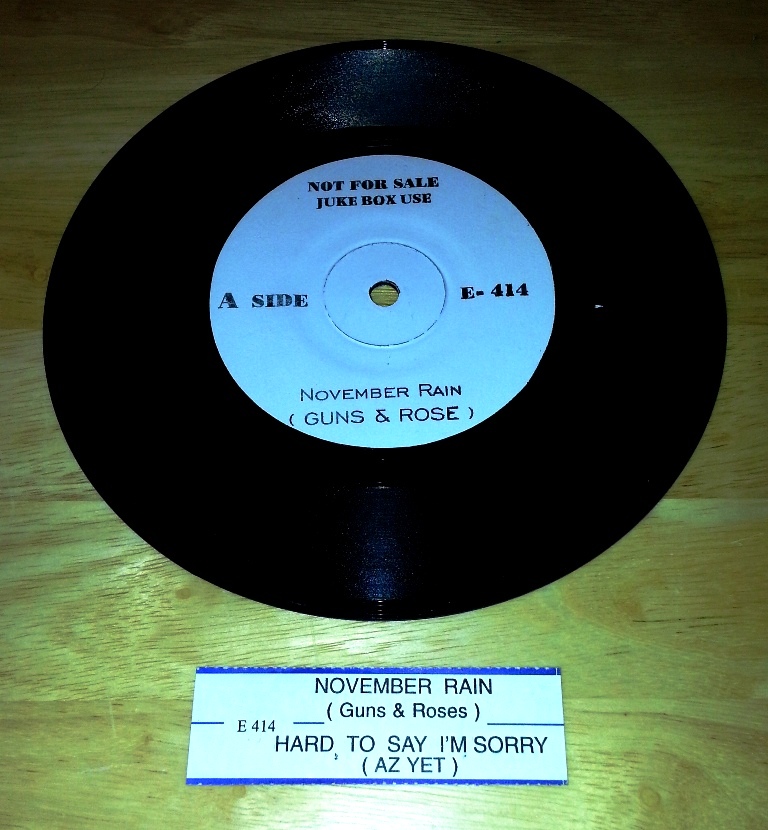 NOT FOR SALE
JUKE BOX USE
A SIDE E- 414
NOVEMBER RAIN
( GUNS & ROSE )
NOVEMBER RAIN
( Guns & Roses )
E 414
HARD TO SAY I'M SORRY
( AZ YET )